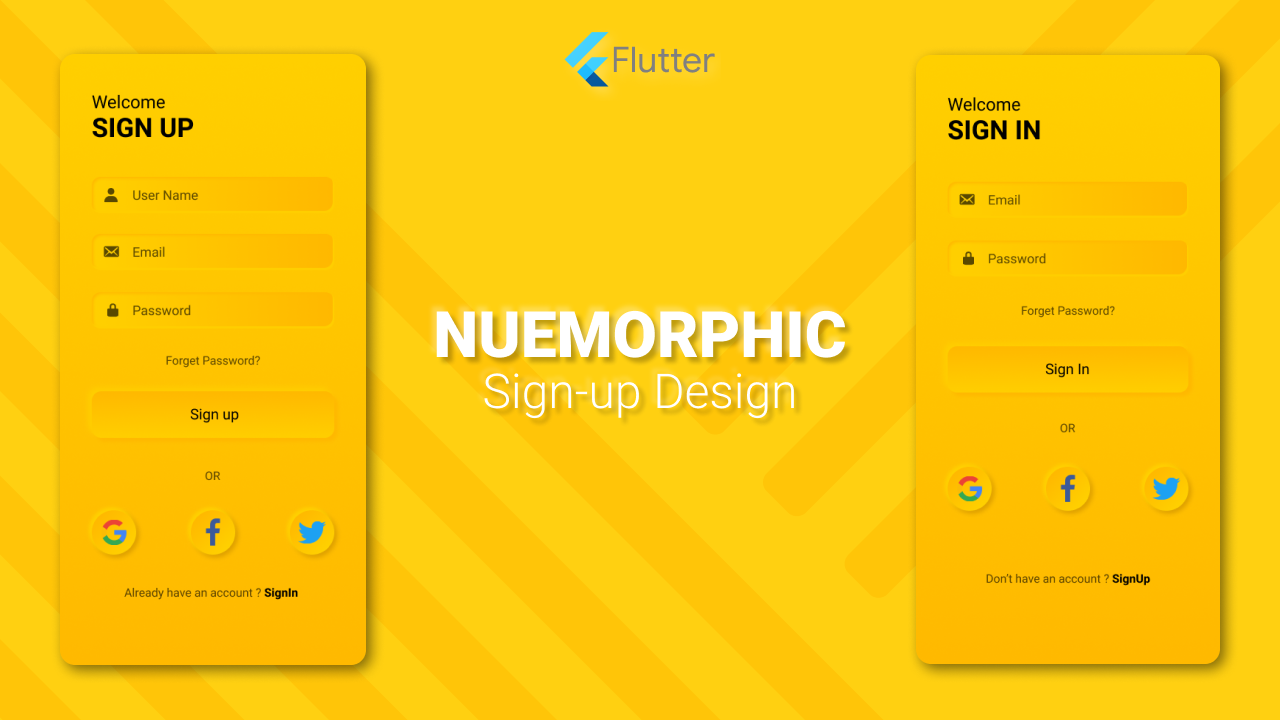 Flutter
Welcome
SIGN UP
User Name
Email
Password
Forget Password?
Sign up
OR
Already have an account ? SignIn
NUEMORPHIC
Sign-up Design
Welcome
SIGN IN
Email
Password
Forget Password?
Sign In
OR
Don't have an account ? SignUp